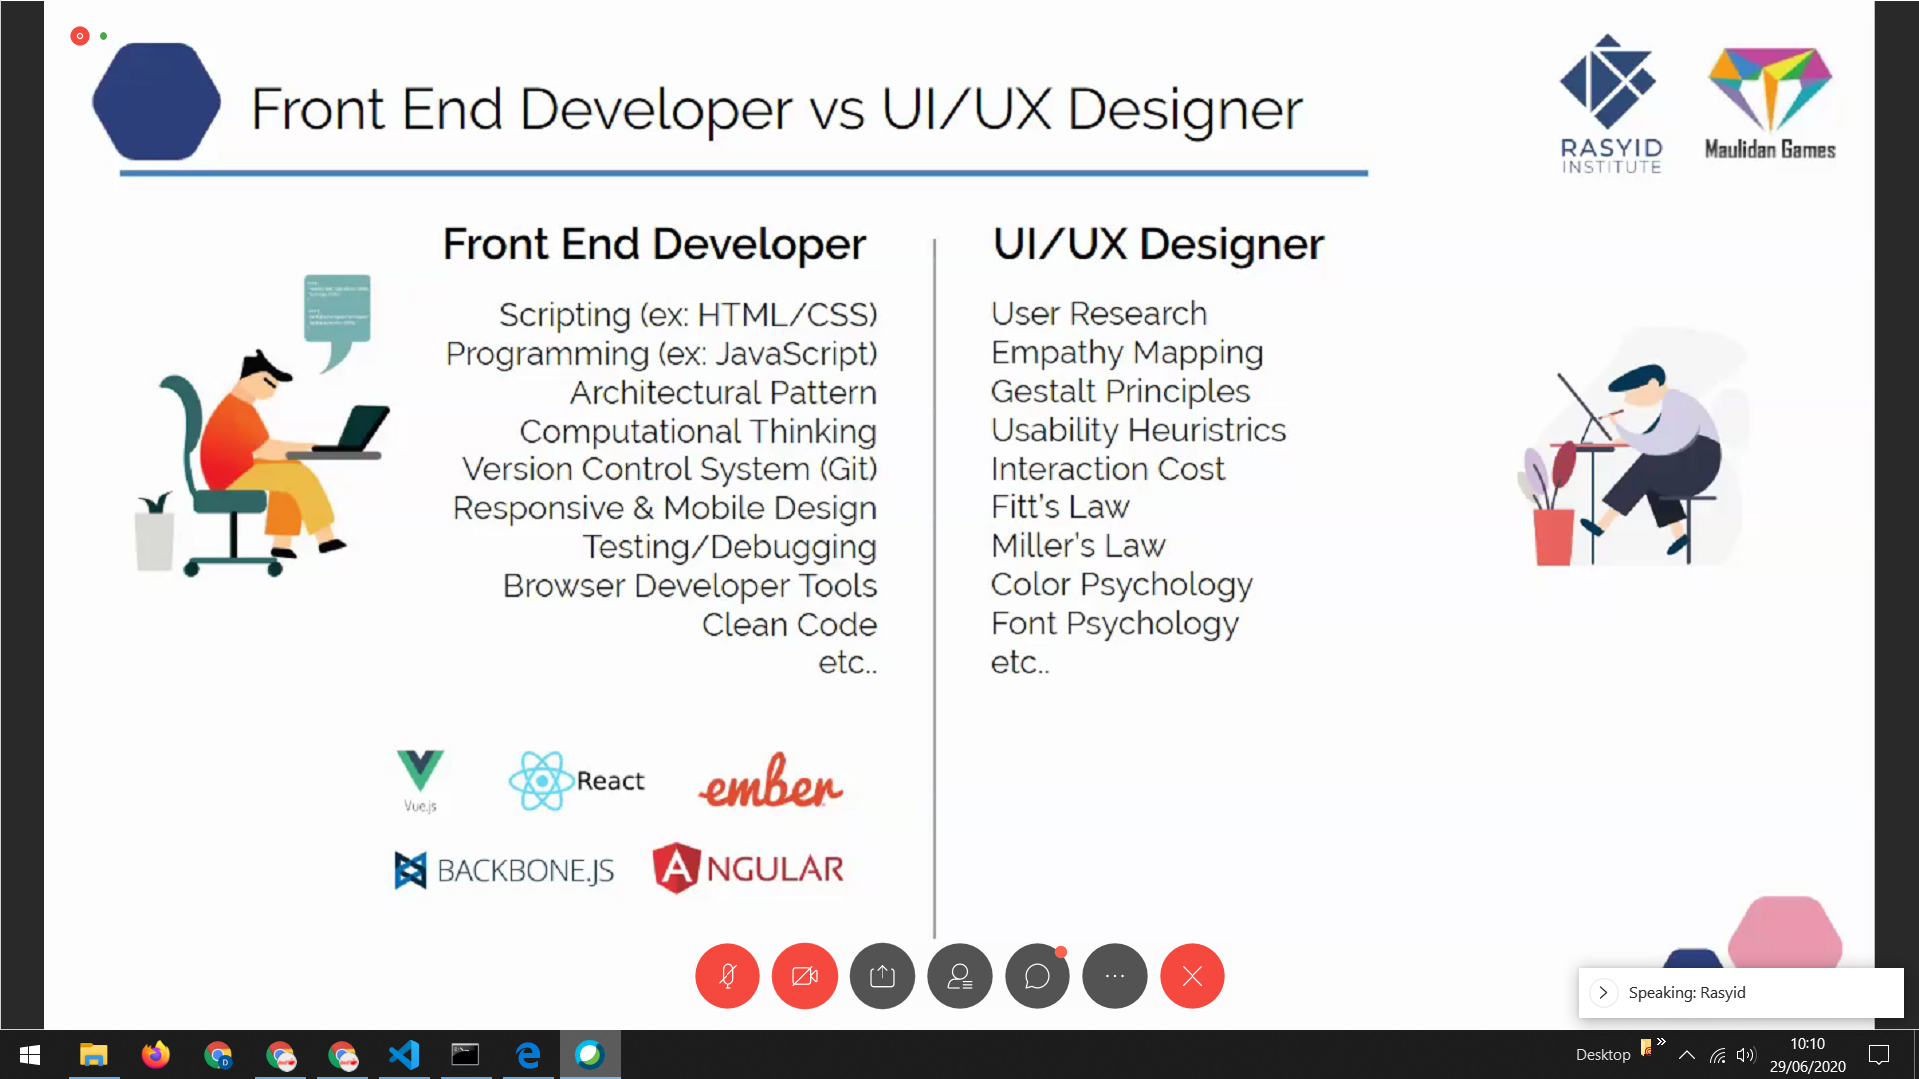 Front End Developer vs UI/UX Designer
RASYID
INSTITUTE
Maulidan Games
Front End Developer
Scripting (ex: HTML/CSS)
Programming (ex: JavaScript)
Architectural Pattern
Computational Thinking
Version Control System (Git)
Responsive & Mobile Design
Testing/Debugging
Browser Developer Tools
Clean Code
etc..
Vue.js
React
ember
BACKBONE.JS
ANGULAR
UI/UX Designer
User Research
Empathy Mapping
Gestalt Principles
Usability Heuristrics
Interaction Cost
Fitt's Law
Miller's Law
Color Psychology
Font Psychology
etc..
Speaking: Rasyid
Desktop
10:10
29/06/2020